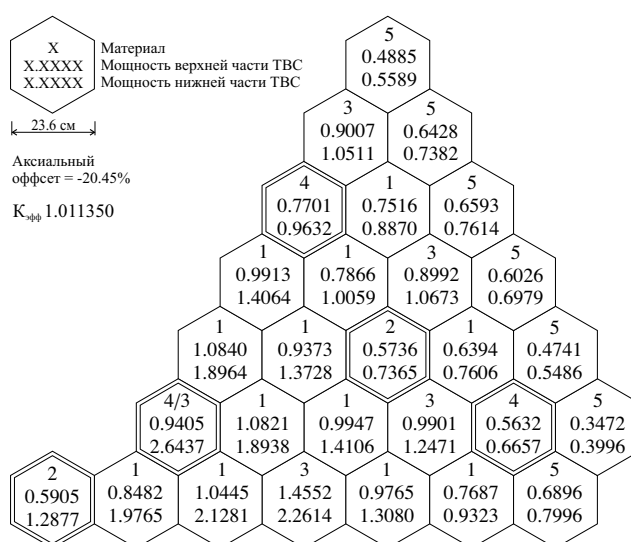 X
X.XXXX
X.XXXX
Материал
Мощность верхней части ТВС
Мощность нижней части ТВС
23.6 см
Аксиальный
оффсет = -20.45%
Kэфф 1.011350
5
0.4885
0.5589
3 5
0.9007 0.6428
1.0511 0.7382
4 1 5
0.7701 0.7516 0.6593
0.9632 0.8870 0.7614
1 1 3 5
0.9913 0.7866 0.8992 0.6026
1.4064 1.0059 1.0673 0.6979
1 1 2 1 5
1.0840 0.9373 0.5736 0.6394 0.4741
1.8964 1.3728 0.7365 0.7606 0.5486
4/3 1 1 3 4 5
0.9405 1.0821 0.9947 0.9901 0.5632 0.3472
2.6437 1.8938 1.4106 1.2471 0.6657 0.3996
2 1 1 3 1 1 5
0.5905 0.8482 1.0445 1.4552 0.9765 0.7687 0.6896
1.2877 1.9765 2.1281 2.2614 1.3080 0.9323 0.7996